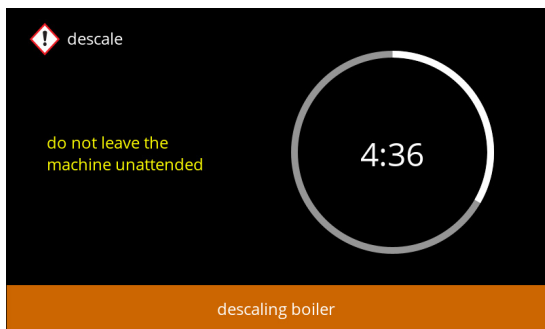 descale
do not leave the
machine unattended
4:36
descaling boiler